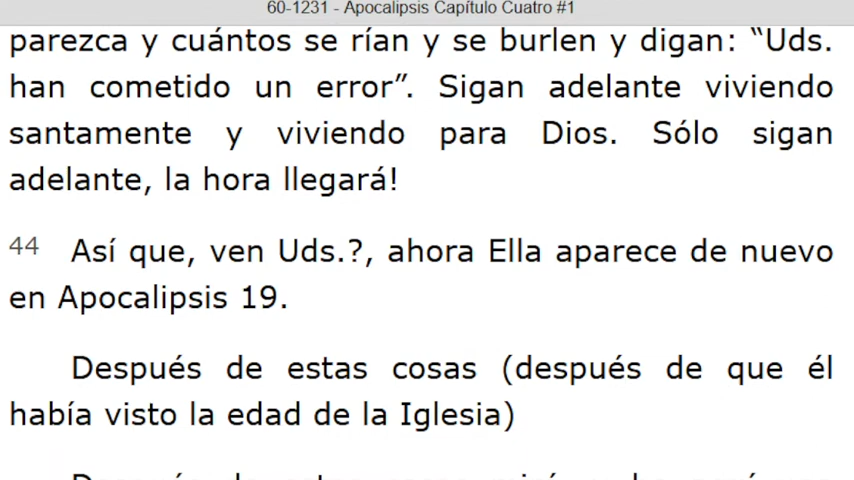 60-1231 - Apocalipsis Capítulo Cuatro #1
parezca y cuántos se rían y se burlen y digan: “Uds.
han cometido un error”. Sigan adelante viviendo
santamente y viviendo para Dios. Sólo sigan
adelante, la hora llegará!
44 Así que, ven Uds.?, ahora Ella aparece de nuevo
en Apocalipsis 19.
Después de estas cosas (después de que él
había visto la edad de la Iglesia)